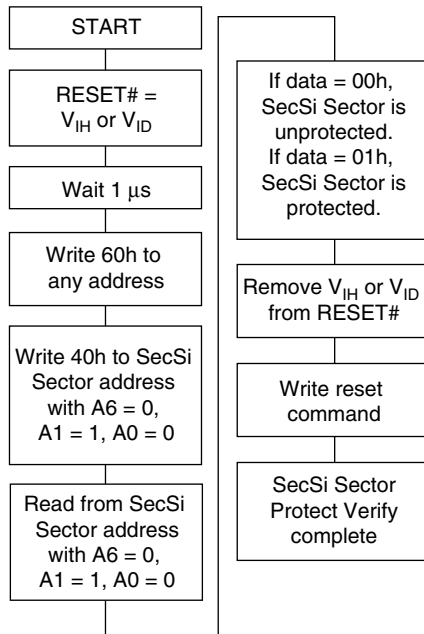 START
RESET# =
V_IH or V_ID
Wait 1 µs
Write 60h to
any address
Write 40h to SecSi
Sector address
with A6 = 0,
A1 = 1, A0 = 0
Read from SecSi
Sector address
with A6 = 0,
A1 = 1, A0 = 0
If data = 00h,
SecSi Sector is
unprotected.
If data = 01h,
SecSi Sector is
protected.
Remove V_IH or V_ID
from RESET#
Write reset
command
SecSi Sector
Protect Verify
complete